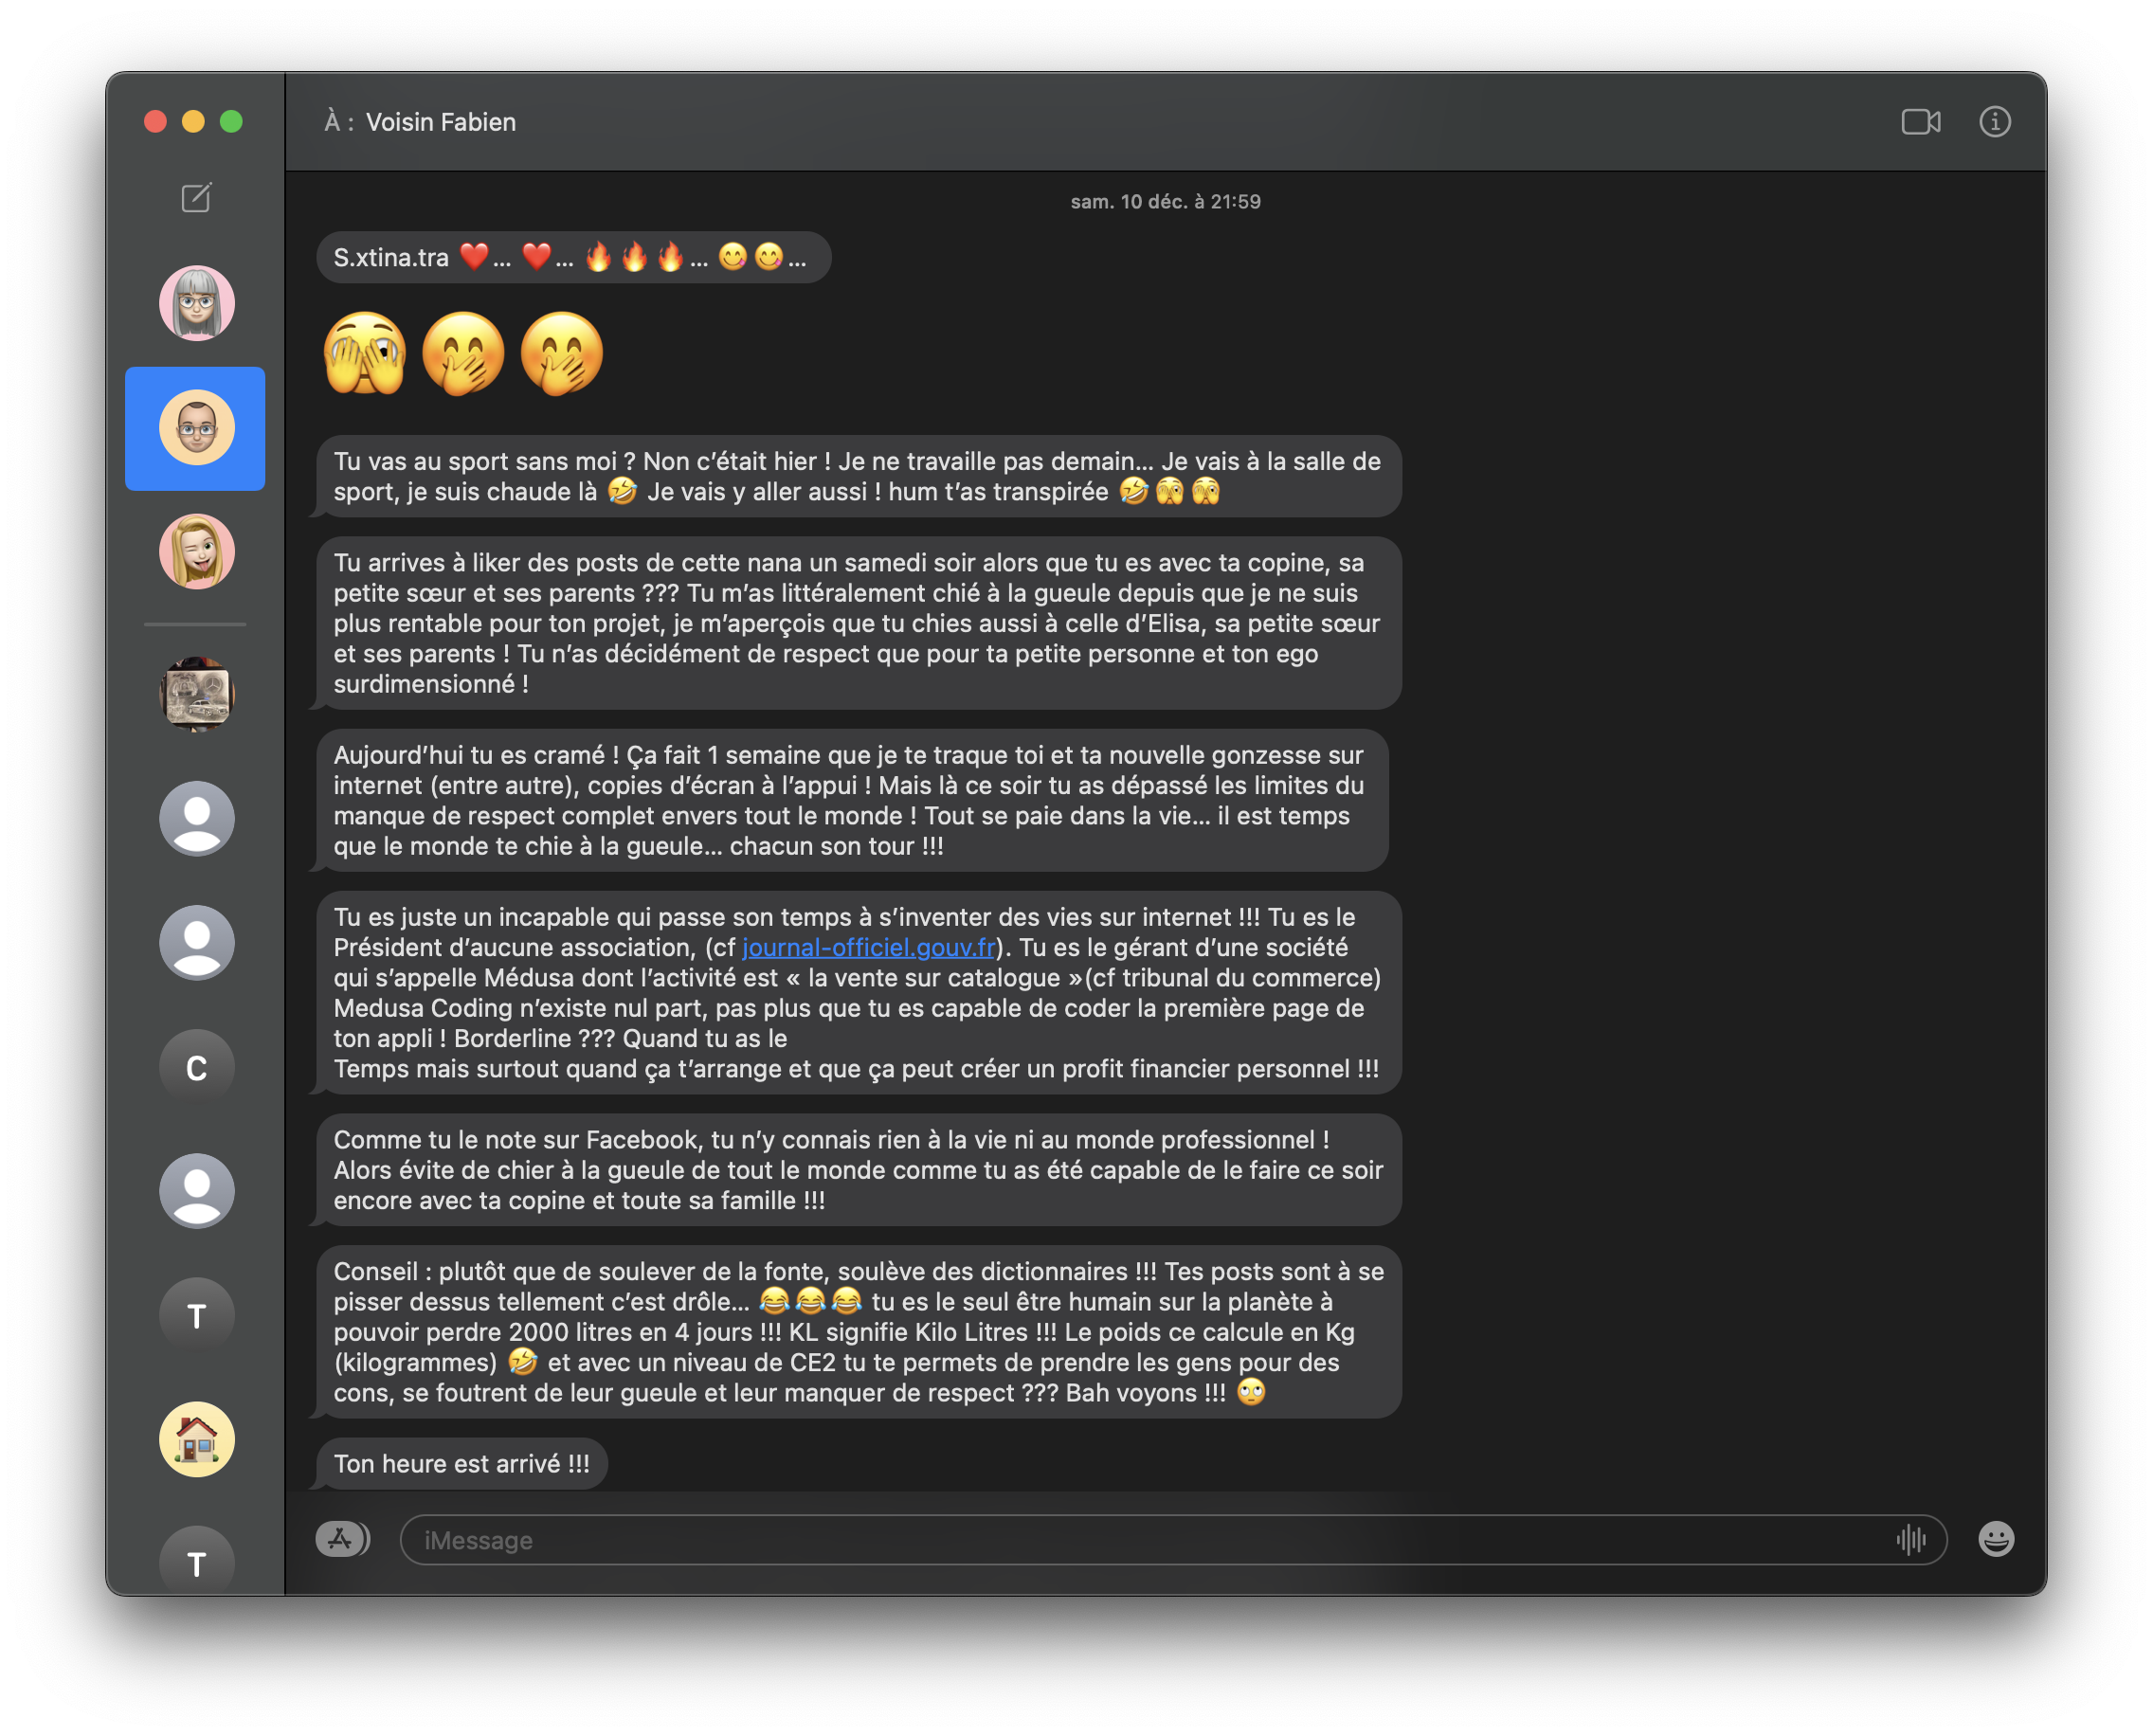 À : Voisin Fabien
sam. 10 déc. à 21:59
S.xtina.tra ❤️... ❤️... 🔥🔥🔥... 😋😋...
🫣🤭🤭
Tu vas au sport sans moi ? Non c’était hier ! Je ne travaille pas demain... Je vais à la salle de
sport, je suis chaude là 🤣 Je vais y aller aussi ! hum t’as transpirée 🤣🫣🫣
Tu arrives à liker des posts de cette nana un samedi soir alors que tu es avec ta copine, sa
petite sœur et ses parents ??? Tu m’as littéralement chié à la gueule depuis que je ne suis
plus rentable pour ton projet, je m’aperçois que tu chies aussi à celle d’Elisa, sa petite sœur
et ses parents ! Tu n’as décidément de respect que pour ta petite personne et ton ego
surdimensionné !
Aujourd’hui tu es cramé ! Ça fait 1 semaine que je te traque toi et ta nouvelle gonzesse sur
internet (entre autre), copies d’écran à l’appui ! Mais là ce soir tu as dépassé les limites du
manque de respect complet envers tout le monde ! Tout se paie dans la vie... il est temps
que le monde te chie à la gueule... chacun son tour !!!
Tu es juste un incapable qui passe son temps à s’inventer des vies sur internet !!! Tu es le
Président d’aucune association, (cf journal-officiel.gouv.fr). Tu es le gérant d’une société
qui s’appelle Médusa dont l’activité est « la vente sur catalogue »(cf tribunal du commerce)
Medusa Coding n’existe nul part, pas plus que tu es capable de coder la première page de
ton appli ! Borderline ??? Quand tu as le
Temps mais surtout quand ça t’arrange et que ça peut créer un profit financier personnel !!!
C
Comme tu le note sur Facebook, tu n’y connais rien à la vie ni au monde professionnel !
Alors évite de chier à la gueule de tout le monde comme tu as été capable de le faire ce soir
encore avec ta copine et toute sa famille !!!
Conseil : plutôt que de soulever de la fonte, soulève des dictionnaires !!! Tes posts sont à se
pisser dessus tellement c’est drôle... 😂😂😂 tu es le seul être humain sur la planète à
pouvoir perdre 2000 litres en 4 jours !!! KL signifie Kilo Litres !!! Le poids ce calcule en Kg
(kilogrammes) 🤣 et avec un niveau de CE2 tu te permets de prendre les gens pour des
cons, se foutrent de leur gueule et leur manquer de respect ??? Bah voyons !!! 🙄
T
Ton heure est arrivé !!!
T
iMessage